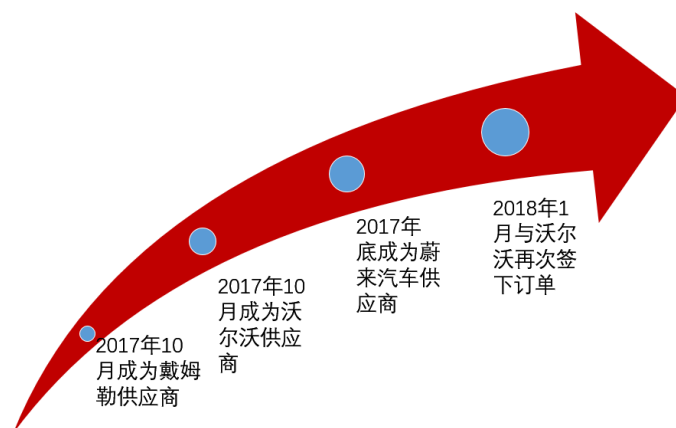 2017年10
月成为戴姆
勒供应商
2017年10
月成为沃
尔沃供应
商
2017年
底成为蔚
来汽车供
应商
2018年1
月与沃尔
沃再次签
下订单